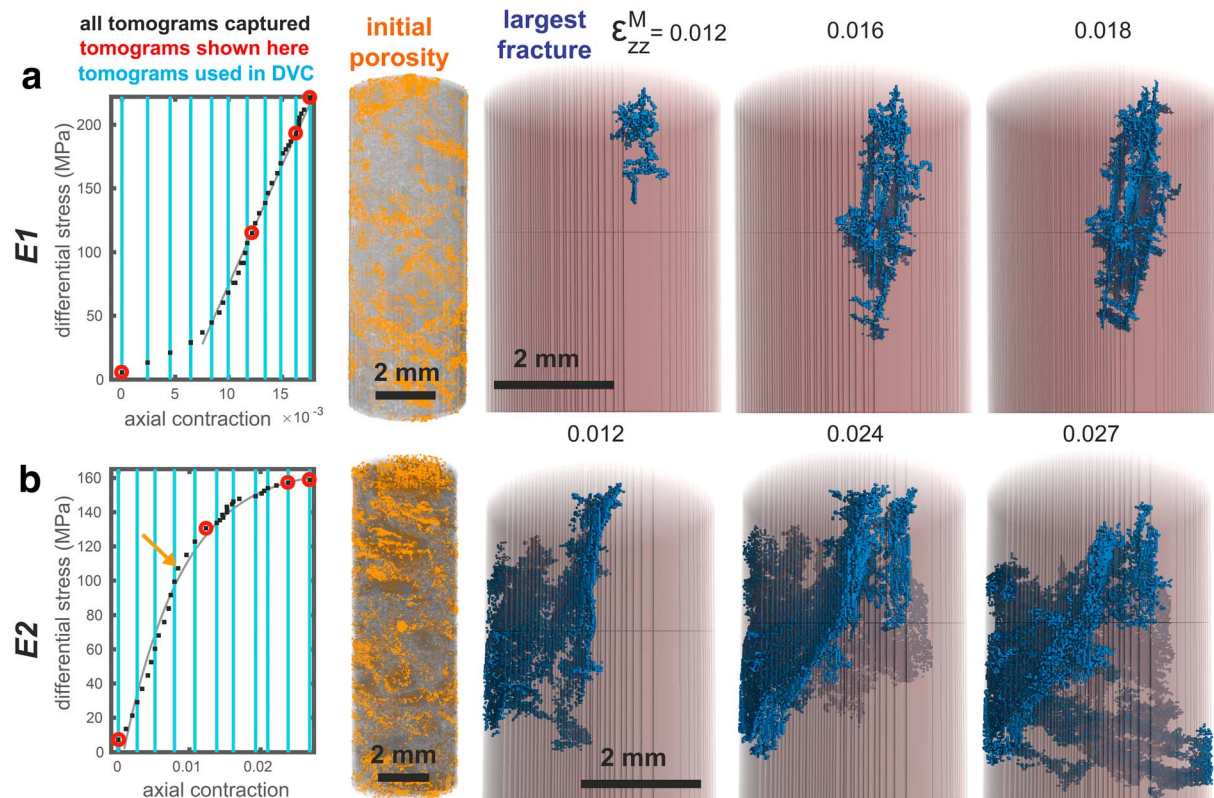 all tomograms captured
tomograms shown here
tomograms used in DVC
initial
porosity
largest
fracture
εᴹzz = 0.012
0.016
0.018
a
E1
differential stress (MPa)
200
150
100
50
0
0
5
10
15
axial contraction ×10⁻³
2 mm
2 mm
0.012
0.024
0.027
b
E2
differential stress (MPa)
160
140
120
100
80
60
40
20
0
0
0.01
0.02
axial contraction
2 mm
2 mm